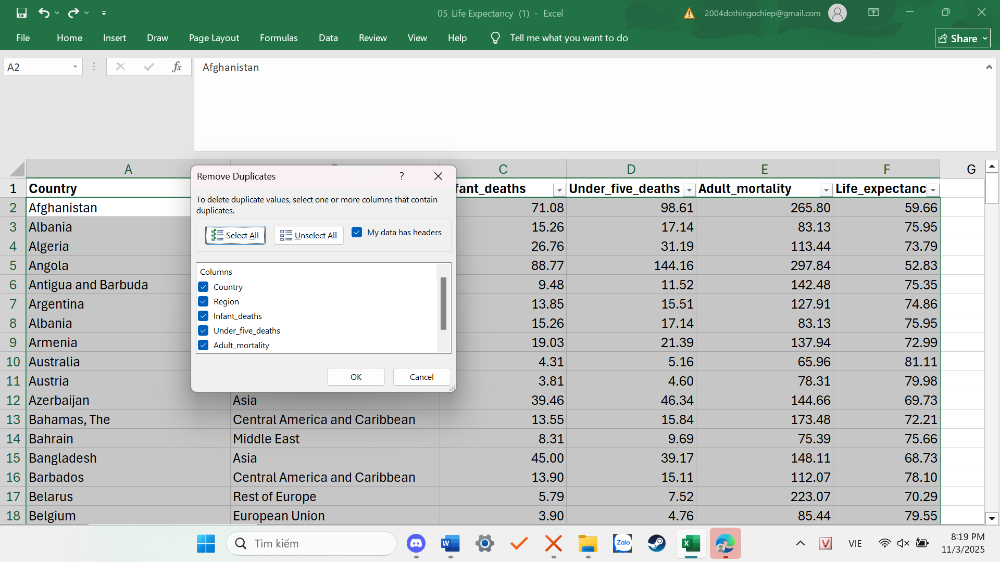 05_Life Expectancy (1) - Excel
2004dothingochiep@gmail.com
File Home Insert Draw Page Layout Formulas Data Review View Help Tell me what you want to do Share
A2 fx Afghanistan
A C D E F G
1 Country fant_deaths Under_five_deaths Adult_mortality Life_expectanc
2 Afghanistan 71.08 98.61 265.80 59.66
3 Albania 15.26 17.14 83.13 75.95
4 Algeria 26.76 31.19 113.44 73.79
5 Angola 88.77 144.16 297.84 52.83
6 Antigua and Barbuda 9.48 11.52 142.48 75.35
7 Argentina 13.85 15.51 127.91 74.86
8 Albania 15.26 17.14 83.13 75.95
9 Armenia 19.03 21.39 137.94 72.99
10 Australia 4.31 5.16 65.96 81.11
11 Austria 3.81 4.60 78.31 79.98
12 Azerbaijan Asia 39.46 46.34 144.66 69.73
13 Bahamas, The Central America and Caribbean 13.55 15.84 173.48 72.21
14 Bahrain Middle East 8.31 9.69 75.39 75.66
15 Bangladesh Asia 45.00 39.17 148.11 68.73
16 Barbados Central America and Caribbean 13.90 15.11 112.07 78.10
17 Belarus Rest of Europe 5.79 7.52 223.07 70.29
18 Belgium European Union 3.90 4.76 85.44 79.55
Remove Duplicates ?
To delete duplicate values, select one or more columns that contain
duplicates.
Select All Unselect All My data has headers
Columns
Country
Region
Infant_deaths
Under_five_deaths
Adult_mortality
OK Cancel
Tìm kiếm
W
Zalo
X
V
VIE
8:19 PM
11/3/2025